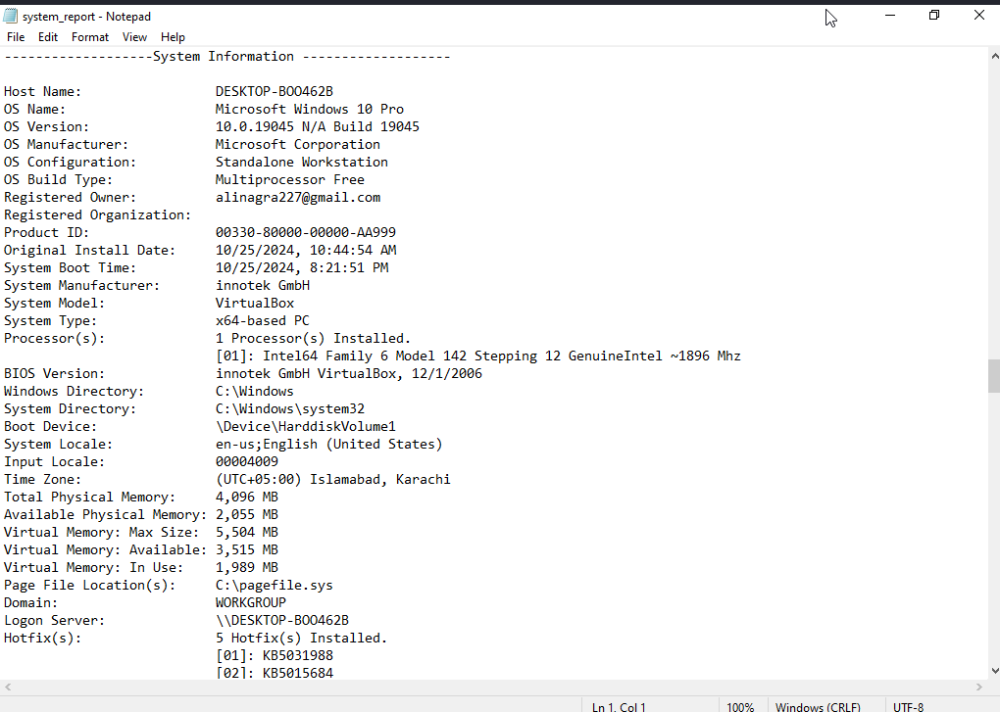 system_report - Notepad
File Edit Format View Help
-------------------System Information -------------------
Host Name: DESKTOP-BOO462B
OS Name: Microsoft Windows 10 Pro
OS Version: 10.0.19045 N/A Build 19045
OS Manufacturer: Microsoft Corporation
OS Configuration: Standalone Workstation
OS Build Type: Multiprocessor Free
Registered Owner: alinagra227@gmail.com
Registered Organization:
Product ID: 00330-80000-00000-AA999
Original Install Date: 10/25/2024, 10:44:54 AM
System Boot Time: 10/25/2024, 8:21:51 PM
System Manufacturer: innotek GmbH
System Model: VirtualBox
System Type: x64-based PC
Processor(s): 1 Processor(s) Installed.
[01]: Intel64 Family 6 Model 142 Stepping 12 GenuineIntel ~1896 Mhz
BIOS Version: innotek GmbH VirtualBox, 12/1/2006
Windows Directory: C:\Windows
System Directory: C:\Windows\system32
Boot Device: \Device\HarddiskVolume1
System Locale: en-us;English (United States)
Input Locale: 00004009
Time Zone: (UTC+05:00) Islamabad, Karachi
Total Physical Memory: 4,096 MB
Available Physical Memory: 2,055 MB
Virtual Memory: Max Size: 5,504 MB
Virtual Memory: Available: 3,515 MB
Virtual Memory: In Use: 1,989 MB
Page File Location(s): C:\pagefile.sys
Domain: WORKGROUP
Logon Server: \\DESKTOP-BOO462B
Hotfix(s): 5 Hotfix(s) Installed.
[01]: KB5031988
[02]: KB5015684
Ln 1, Col 1 100% Windows (CRLF) UTF-8